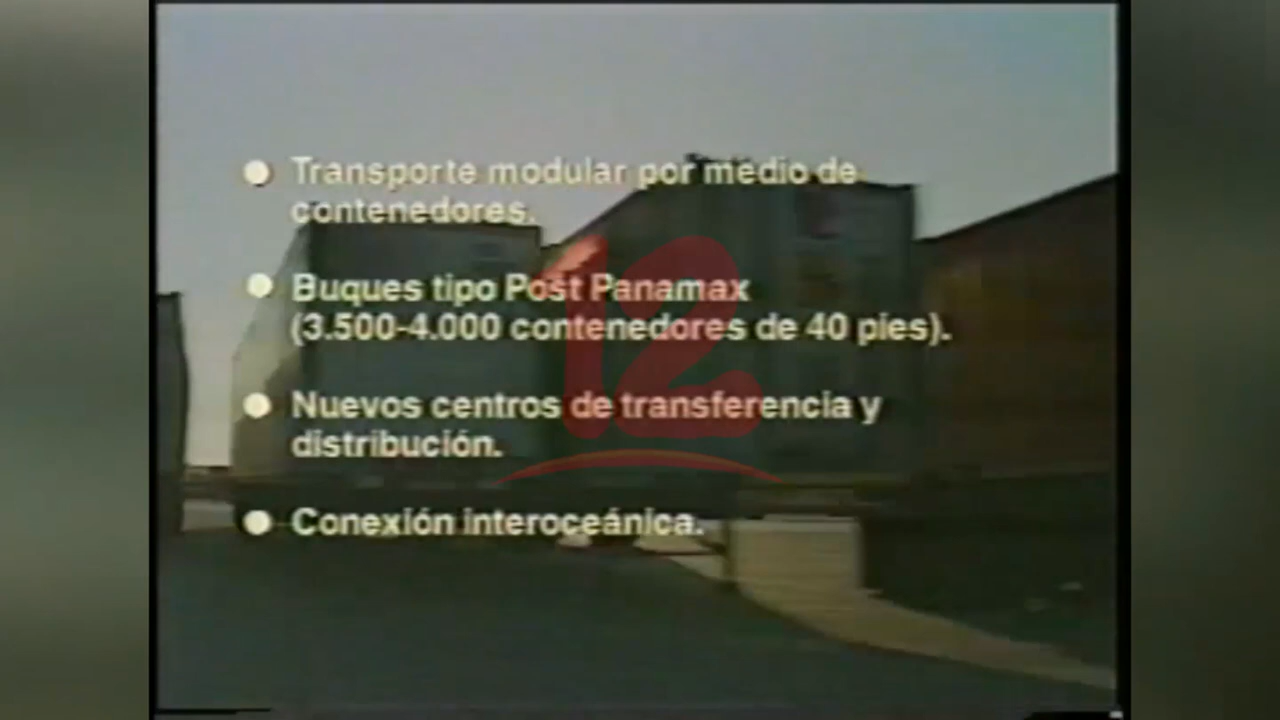 ● Transporte modular por medio de
contenedores.
● Buques tipo Post Panamax
(3.500-4.000 contenedores de 40 pies).
● Nuevos centros de transferencia y
distribución.
● Conexión interoceánica.
12